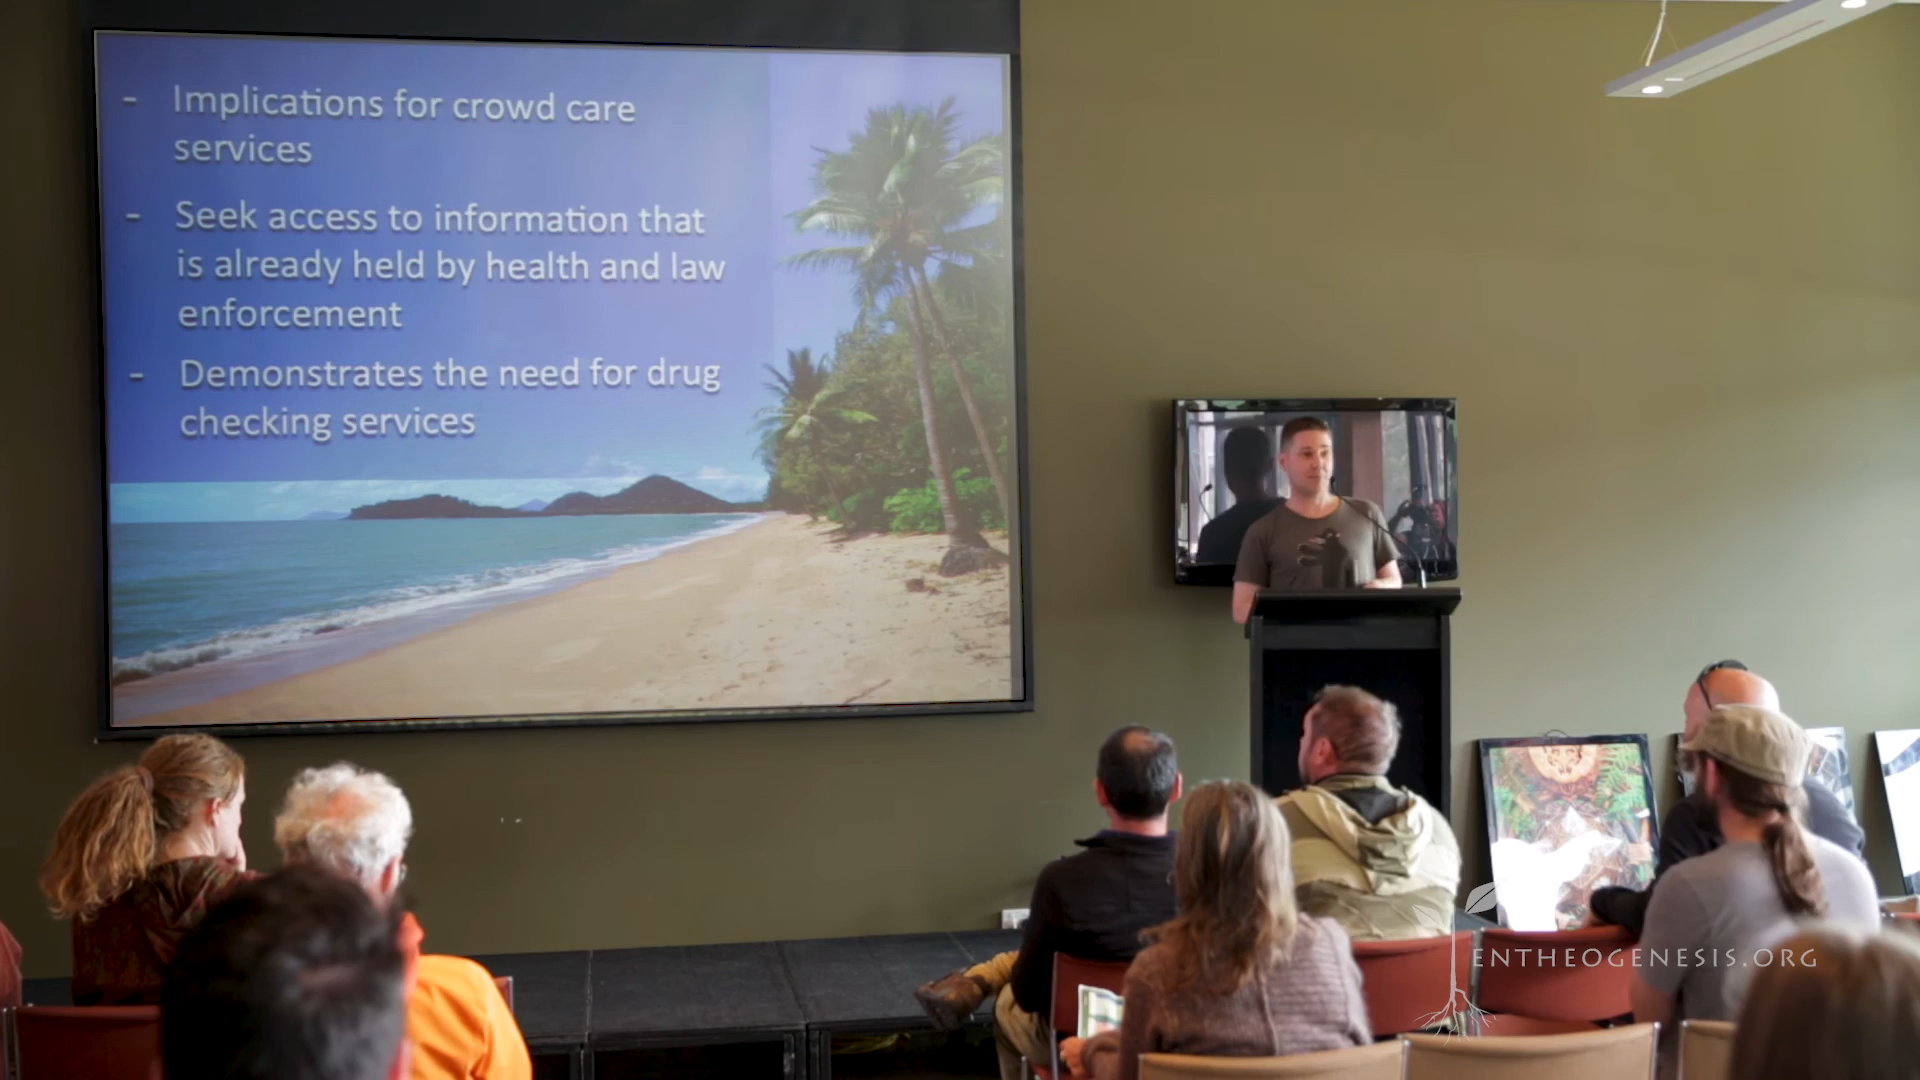 - Implications for crowd care
services
- Seek access to information that
is already held by health and law
enforcement
- Demonstrates the need for drug
checking services
ENTHEOGENESIS.ORG